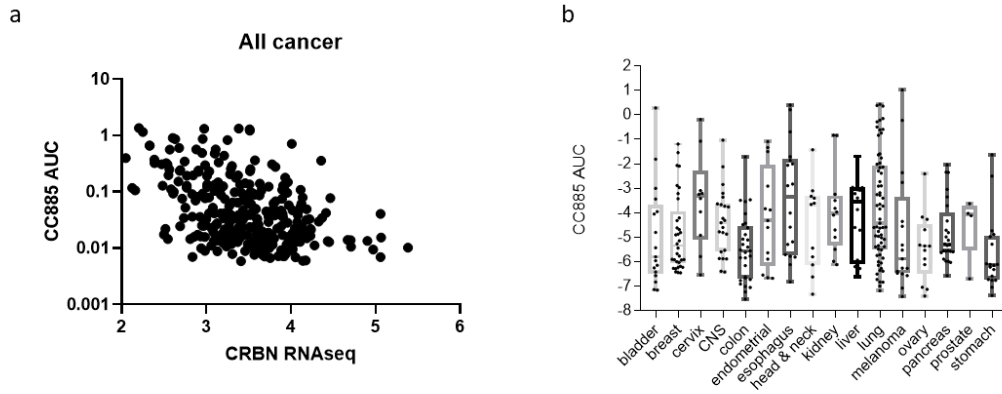 a
All cancer
CC885 AUC
10
1
0.1
0.01
0.001
2 3 4 5 6
CRBN RNAseq
b
CC885 AUC
2
1
0
-1
-2
-3
-4
-5
-6
-7
-8
bladder
breast
cervix
CNS
colon
endometrial
esophagus
head & neck
kidney
liver
lung
melanoma
ovary
pancreas
prostate
stomach